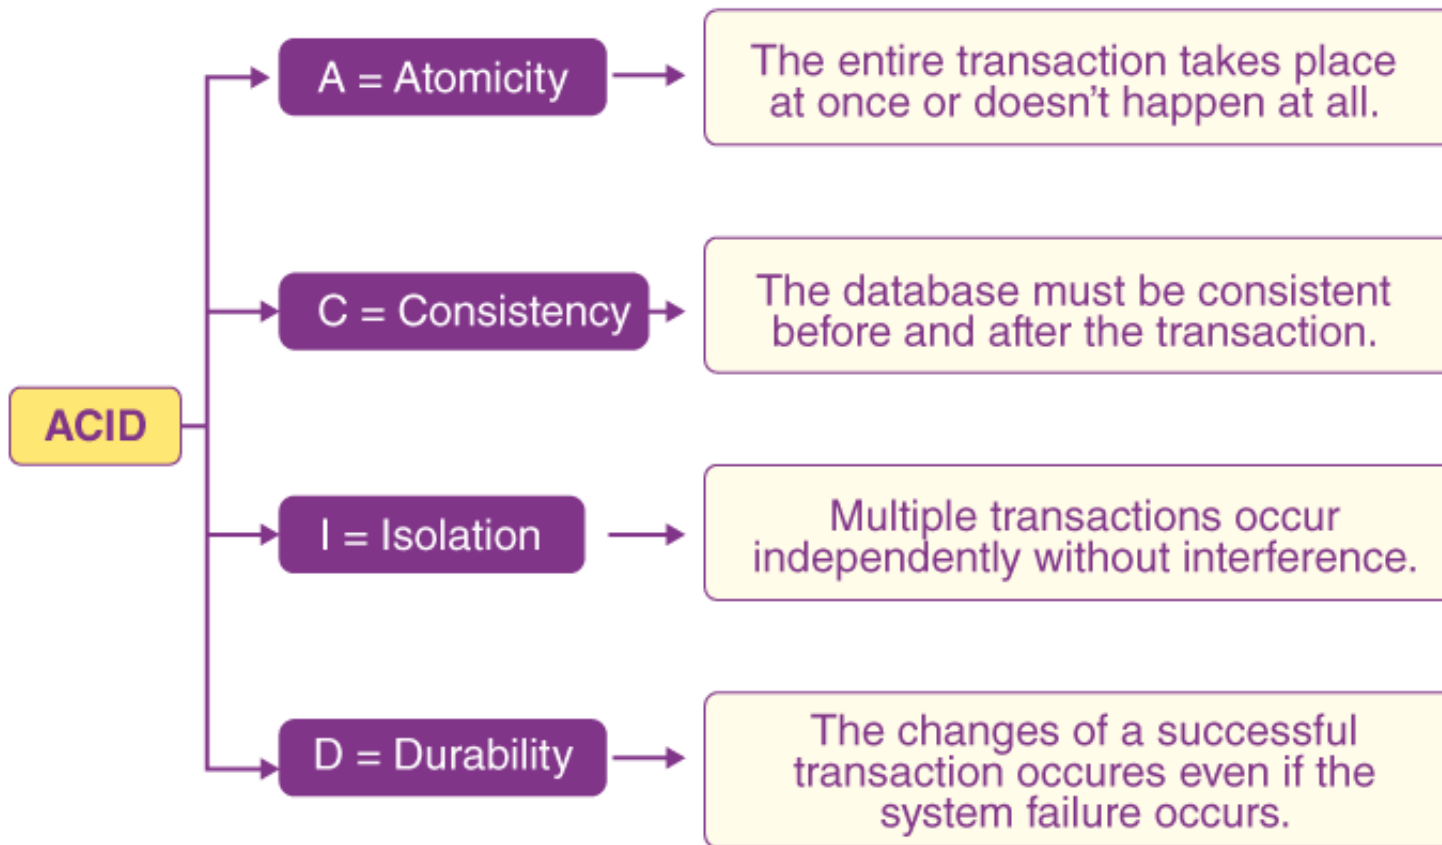 ACID
A = Atomicity
The entire transaction takes place
at once or doesn’t happen at all.
C = Consistency
The database must be consistent
before and after the transaction.
I = Isolation
Multiple transactions occur
independently without interference.
D = Durability
The changes of a successful
transaction occures even if the
system failure occurs.